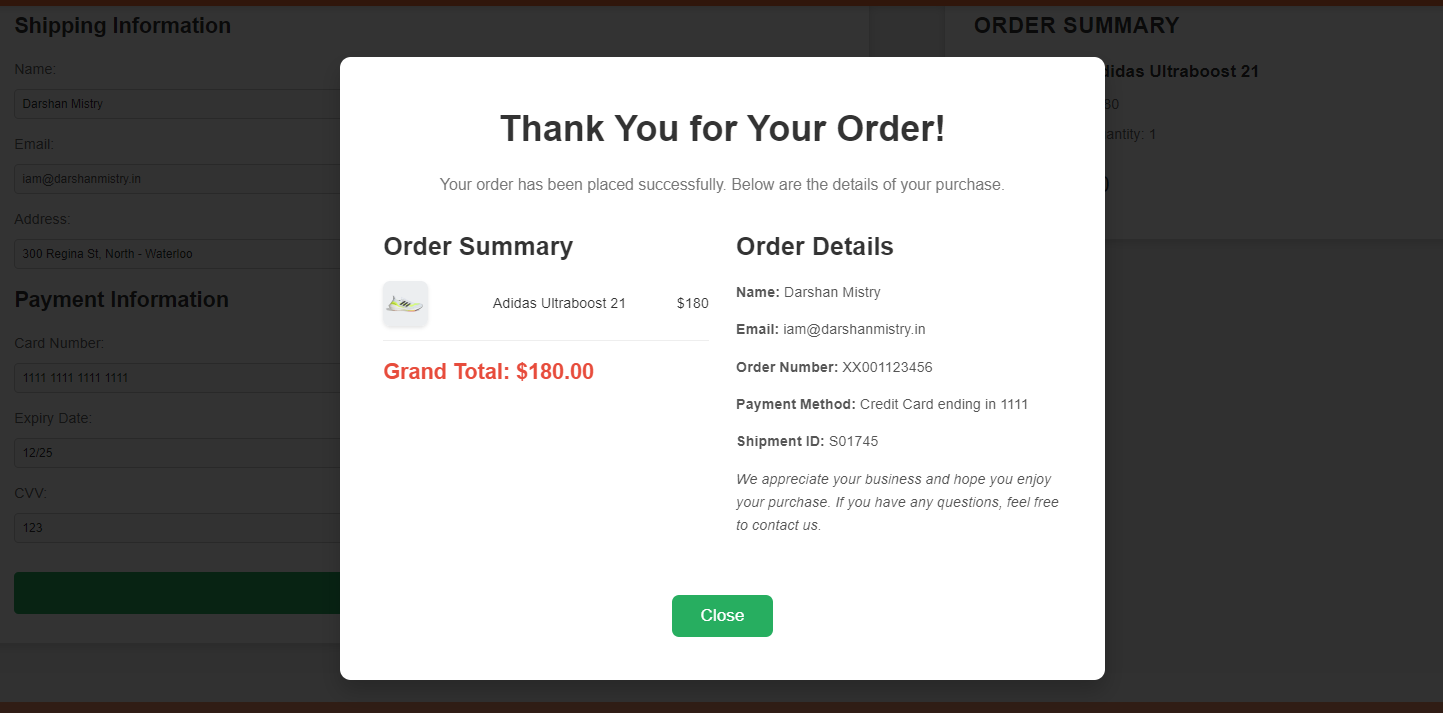 Shipping Information
Name:
Darshan Mistry
Email:
iam@darshanmistry.in
Address:
300 Regina St, North - Waterloo
Payment Information
Card Number:
1111 1111 1111 1111
Expiry Date:
12/25
CVV:
123
ORDER SUMMARY
Ultraboost 21
1
Thank You for Your Order!
Your order has been placed successfully. Below are the details of your purchase.
Order Summary
Adidas Ultraboost 21 $180
Grand Total: $180.00
Order Details
Name: Darshan Mistry
Email: iam@darshanmistry.in
Order Number: XX001123456
Payment Method: Credit Card ending in 1111
Shipment ID: S01745
We appreciate your business and hope you enjoy
your purchase. If you have any questions, feel free
to contact us.
Close